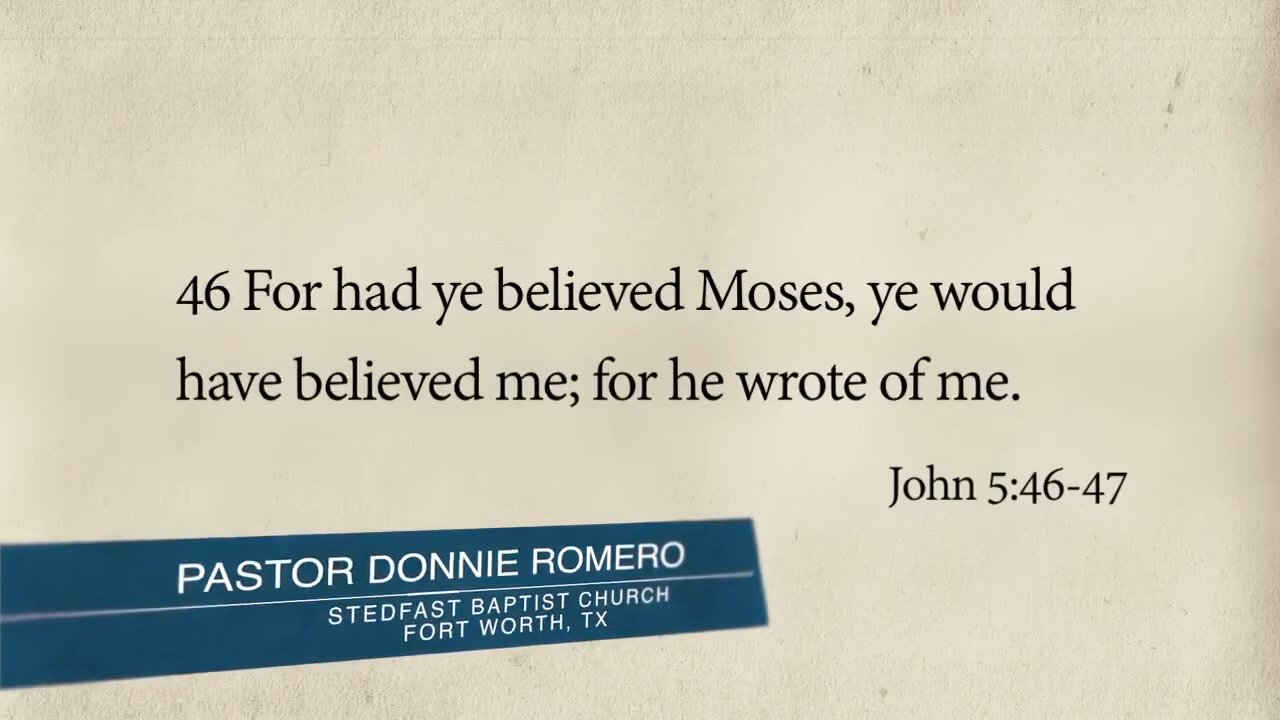 46 For had ye believed Moses, ye would
have believed me; for he wrote of me.
John 5:46-47
PASTOR DONNIE ROMERO
STEDFAST BAPTIST CHURCH
FORT WORTH, TX